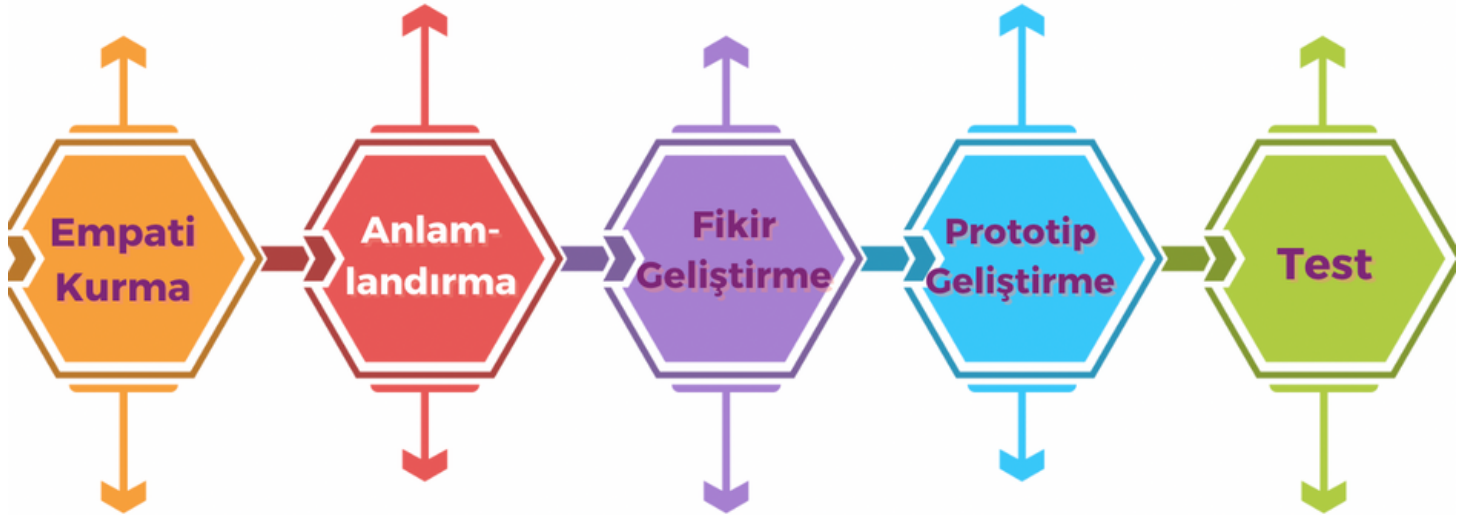 Empati
Kurma
Anlam-
landırma
Fikir
Geliştirme
Prototip
Geliştirme
Test